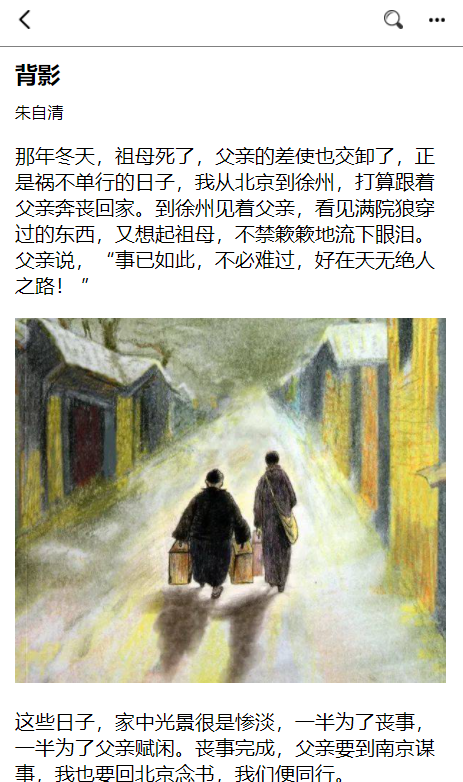 背影
朱自清
那年冬天，祖母死了，父亲的差使也交卸了，正
是祸不单行的日子，我从北京到徐州，打算跟着
父亲奔丧回家。到徐州见着父亲，看见满院狼穿
过的东西，又想起祖母，不禁簌簌地流下眼泪。
父亲说，“事已如此，不必难过，好在天无绝人
之路！”
这些日子，家中光景很是惨淡，一半为了丧事，
一半为了父亲赋闲。丧事完成，父亲要到南京谋
事，我也要回北京念书，我们便同行。